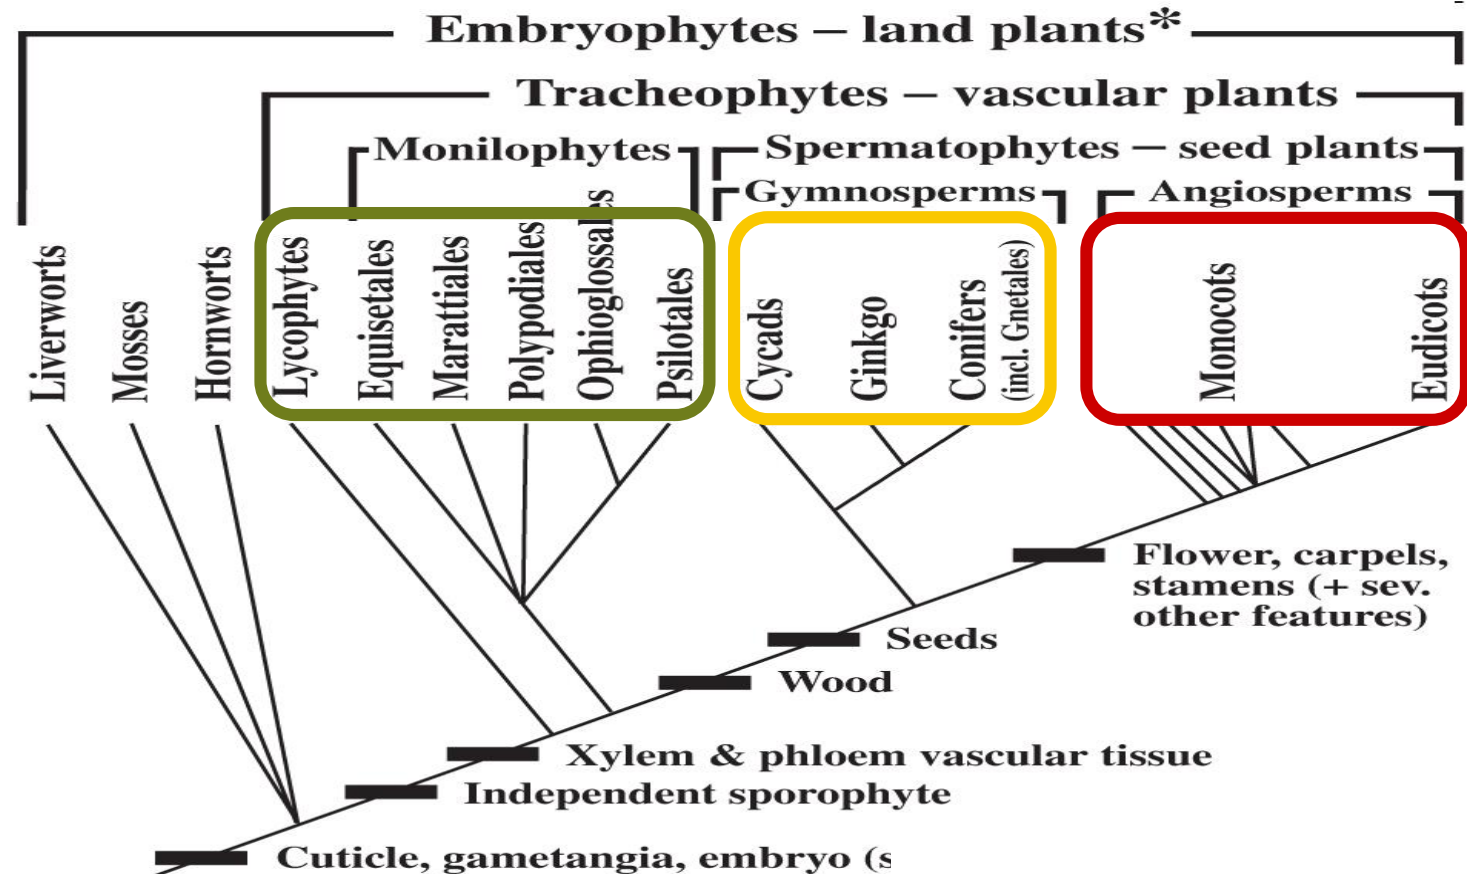 Embryophytes – land plants*
Tracheophytes – vascular plants
Monilophytes
Spermatophytes – seed plants
Gymnosperms
Angiosperms
Liverworts
Mosses
Hornworts
Lycophytes
Equisetales
Marattiales
Polypodiales
Ophioglossales
Psilotales
Cycads
Ginkgo
Conifers
(incl. Gnetales)
Monocots
Eudicots
Flower, carpels,
stamens (+ sev.
other features)
Seeds
Wood
Xylem & phloem vascular tissue
Independent sporophyte
Cuticle, gametangia, embryo (s